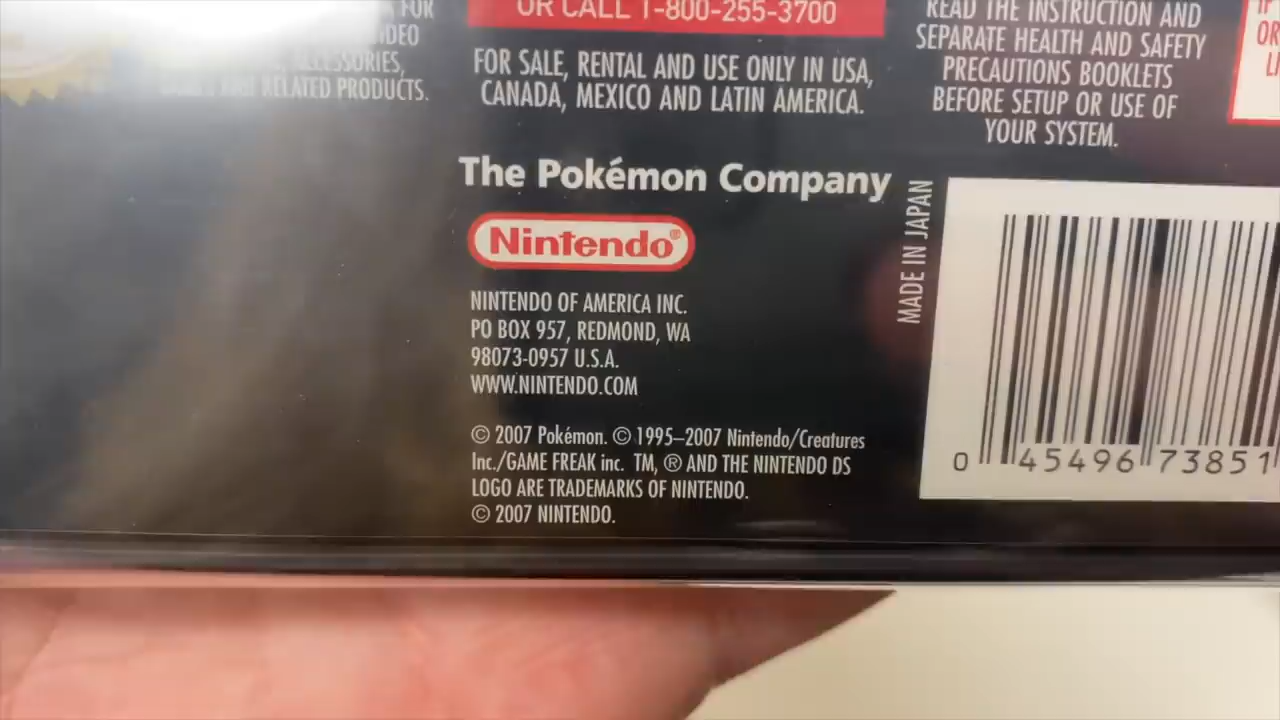 FOR
VIDEO
ACCESSORIES,
RELATED PRODUCTS.
OR CALL 1-800-255-3700
FOR SALE, RENTAL AND USE ONLY IN USA,
CANADA, MEXICO AND LATIN AMERICA.
The Pokémon Company
Nintendo®
NINTENDO OF AMERICA INC.
PO BOX 957, REDMOND, WA
98073-0957 U.S.A.
WWW.NINTENDO.COM
© 2007 Pokémon. © 1995–2007 Nintendo/Creatures
Inc./GAME FREAK inc. TM, ® AND THE NINTENDO DS
LOGO ARE TRADEMARKS OF NINTENDO.
© 2007 NINTENDO.
READ THE INSTRUCTION AND
SEPARATE HEALTH AND SAFETY
PRECAUTIONS BOOKLETS
BEFORE SETUP OR USE OF
YOUR SYSTEM.
MADE IN JAPAN
0 45496 73851
OR